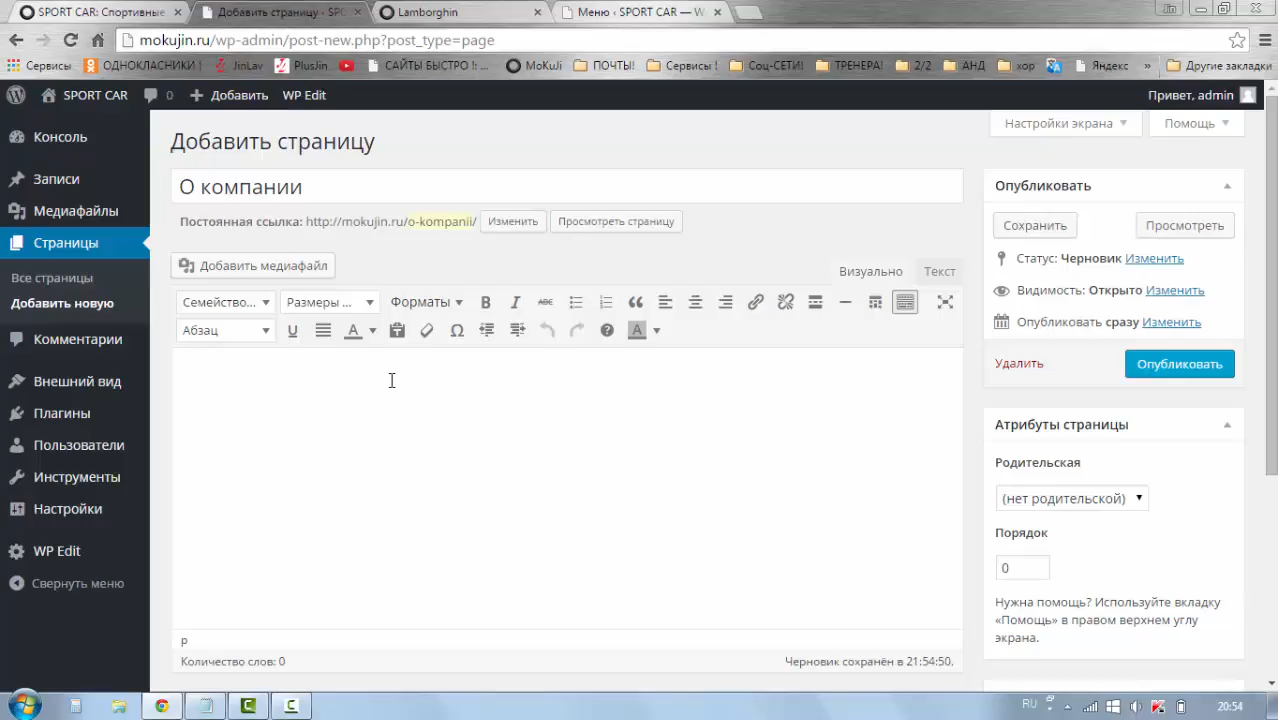 SPORT CAR: Спортивные
Добавить страницу ‹ SPORT
Lamborghin
Меню ‹ SPORT CAR — W
jin
mokujin.ru/wp-admin/post-new.php?post_type=page
Сервисы
ОДНОКЛАСНИКИ !
JinLav
PlusJin
САЙТЫ БЫСТРО !: ...
MoKuJi
ПОЧТЫ!
Сервисы !
Соц-СЕТИ!
ТРЕНЕРА!
2/2
АНД
хор
Яндекс
»
Другие закладки
SPORT CAR
0
Добавить
WP Edit
Привет, admin
Консоль
Записи
Медиафайлы
Страницы
Все страницы
Добавить новую
Комментарии
Внешний вид
Плагины
Пользователи
Инструменты
Настройки
WP Edit
Свернуть меню
Настройки экрана
Помощь
Добавить страницу
О компании
Постоянная ссылка: http://mokujin.ru/o-kompanii/
Изменить
Просмотреть страницу
Добавить медиафайл
Визуально
Текст
Семейство...
Размеры ...
Форматы
B
I
ABC
Абзац
U
A
Ω
A
p
Количество слов: 0
Черновик сохранён в 21:54:50.
Опубликовать
Сохранить
Просмотреть
Статус: Черновик Изменить
Видимость: Открыто Изменить
Опубликовать сразу Изменить
Удалить
Опубликовать
Атрибуты страницы
Родительская
(нет родительской)
Порядок
0
Нужна помощь? Используйте вкладку
«Помощь» в правом верхнем углу
экрана.
RU
20:54